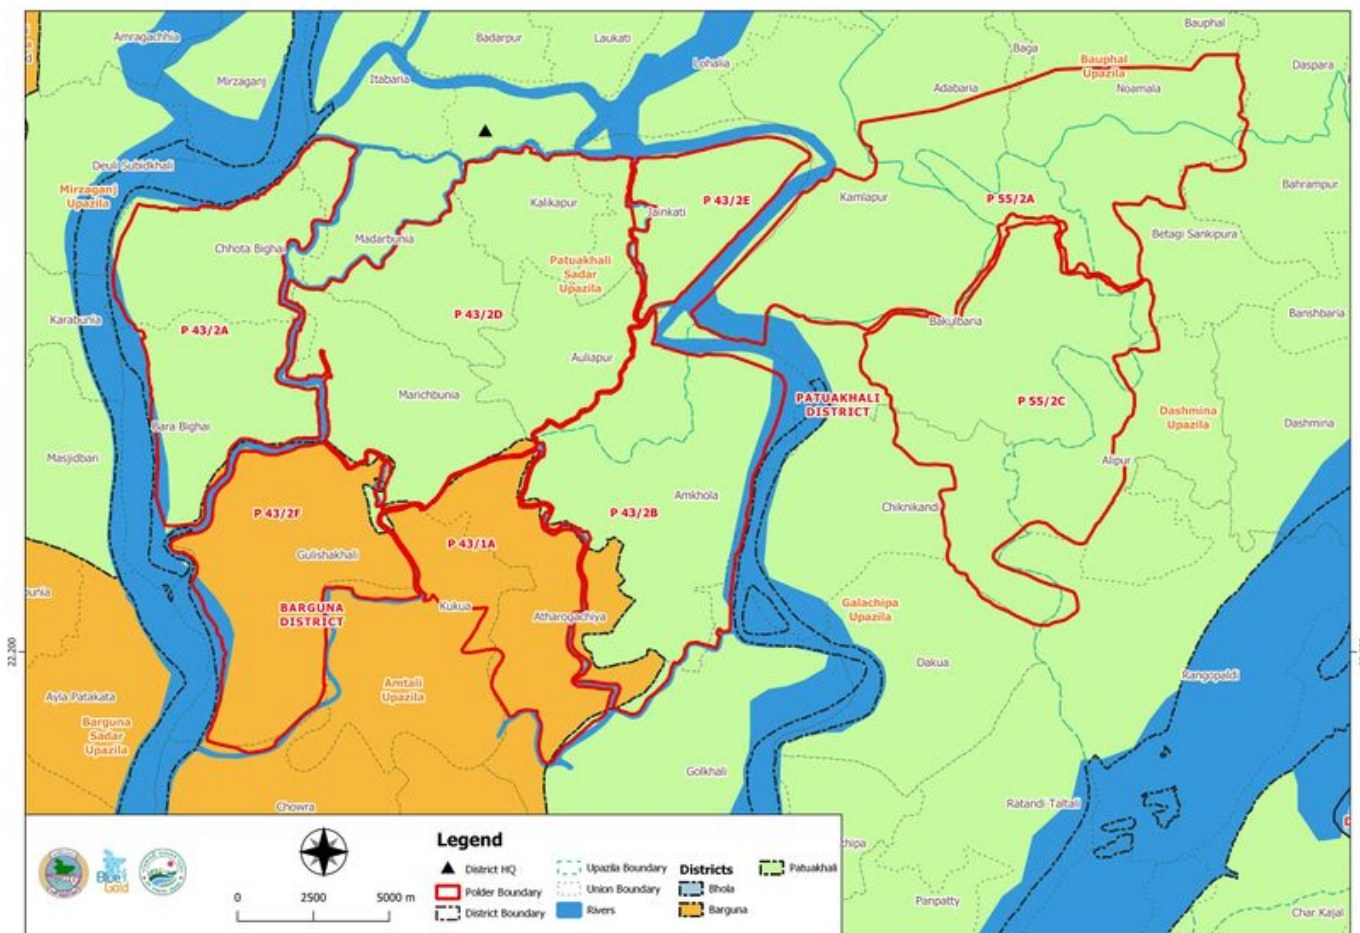 Amragachhia
Badarpur
Laukati
Bauphal
Baga
Lohalia
Bauphal
Upazila
Daspara
Mirzaganj
Itabaria
Adabaria
Noamala
Deuli Subidkhali
Mirzaganj
Upazila
Kalikapur
Jainkati
P 43/2E
Kamlapur
P 55/2A
Bahrampur
Chhota Bighai
Madarbunia
Betagi Sankipura
Patuakhali
Sadar
Upazila
Karabunia
P 43/2A
P 43/2D
Bakulbaria
Banshbaria
Auliapur
Marichbunia
PATUAKHALI
DISTRICT
P 55/2C
Dashmina
Upazila
Bara Bighai
Dashmina
Masjidbari
Alipur
Amkhola
Chiknikandi
P 43/2F
P 43/2B
Gulishakhali
P 43/1A
BARGUNA
DISTRICT
Kukua
Atharogachiya
Galachipa
Upazila
22.200
Dakua
Rangopaldi
Ayla Patakata
Amtali
Upazila
Barguna
Sadar
Upazila
Golkhali
Chowra
Ratandi Taltali
Panpatty
Char Kajal
Blue
Gold
0 2500 5000 m
Legend
District HQ
Polder Boundary
District Boundary
Upazila Boundary
Union Boundary
Rivers
Districts
Bhola
Barguna
Patuakhali